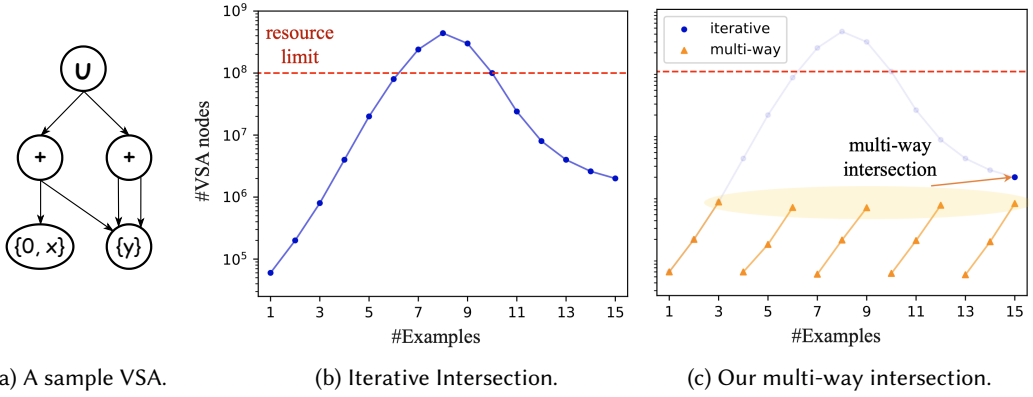 ∪
+ +
{0, x} {y}
10⁹
10⁸
10⁷
10⁶
10⁵
#VSA nodes
resource
limit
1 3 5 7 9 11 13 15
#Examples
iterative
multi-way
multi-way
intersection
1 3 5 7 9 11 13 15
#Examples
a) A sample VSA.
(b) Iterative Intersection.
(c) Our multi-way intersection.